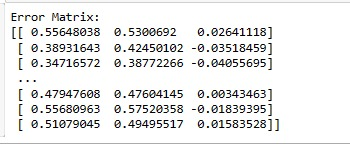 Error Matrix:
[[ 0.55648038  0.5300692   0.02641118]
 [ 0.38931643  0.42450102 -0.03518459]
 [ 0.34716572  0.38772266 -0.04055695]
 ...
 [ 0.47947608  0.47604145  0.00343463]
 [ 0.55680963  0.57520358 -0.01839395]
 [ 0.51079045  0.49495517  0.01583528]]